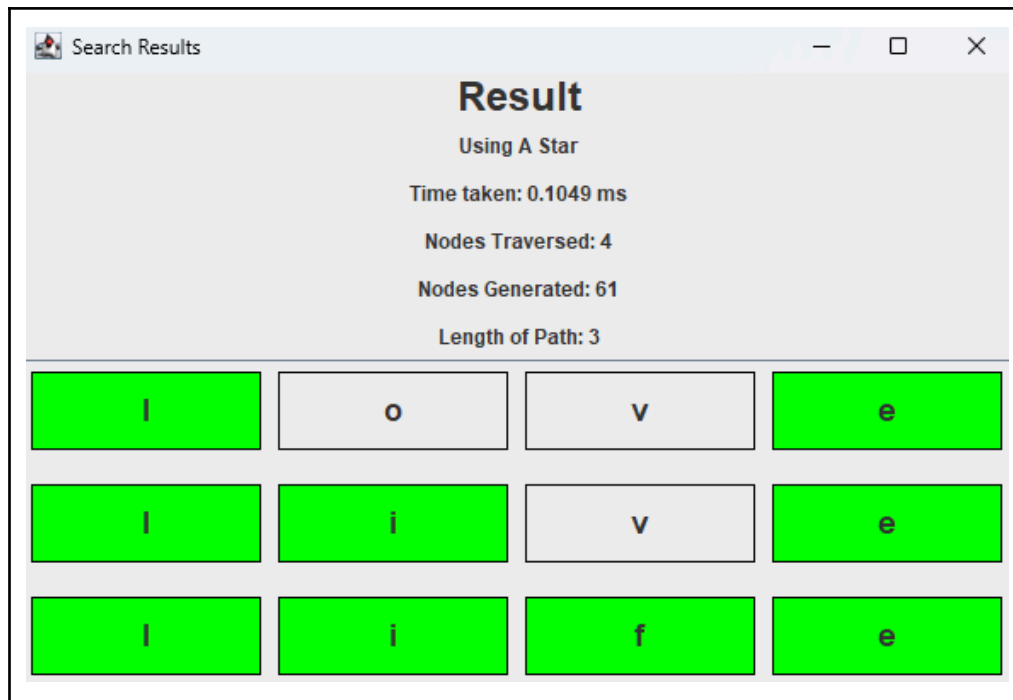 Search Results
Result
Using A Star
Time taken: 0.1049 ms
Nodes Traversed: 4
Nodes Generated: 61
Length of Path: 3
l o v e
l i v e
l i f e